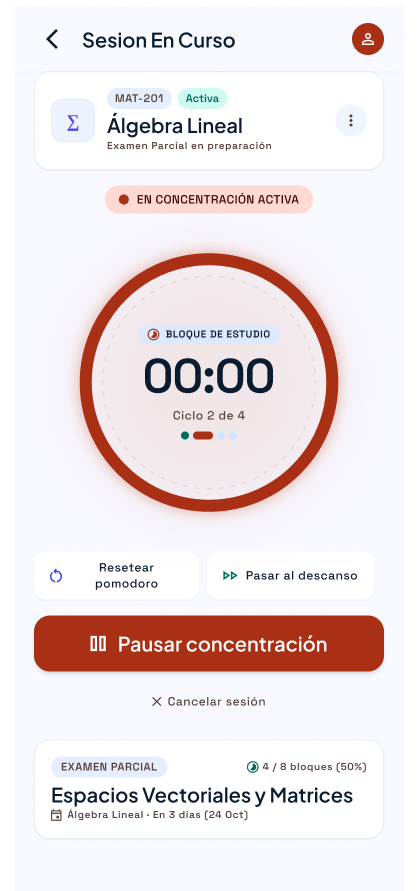 Sesion En Curso
MAT-201 Activa
Σ
Álgebra Lineal
Examen Parcial en preparación
EN CONCENTRACIÓN ACTIVA
BLOQUE DE ESTUDIO
00:00
Ciclo 2 de 4
Resetear
pomodoro
Pasar al descanso
Pausar concentración
Cancelar sesión
EXAMEN PARCIAL 4 / 8 bloques (50%)
Espacios Vectoriales y Matrices
Álgebra Lineal · En 3 días (24 Oct)